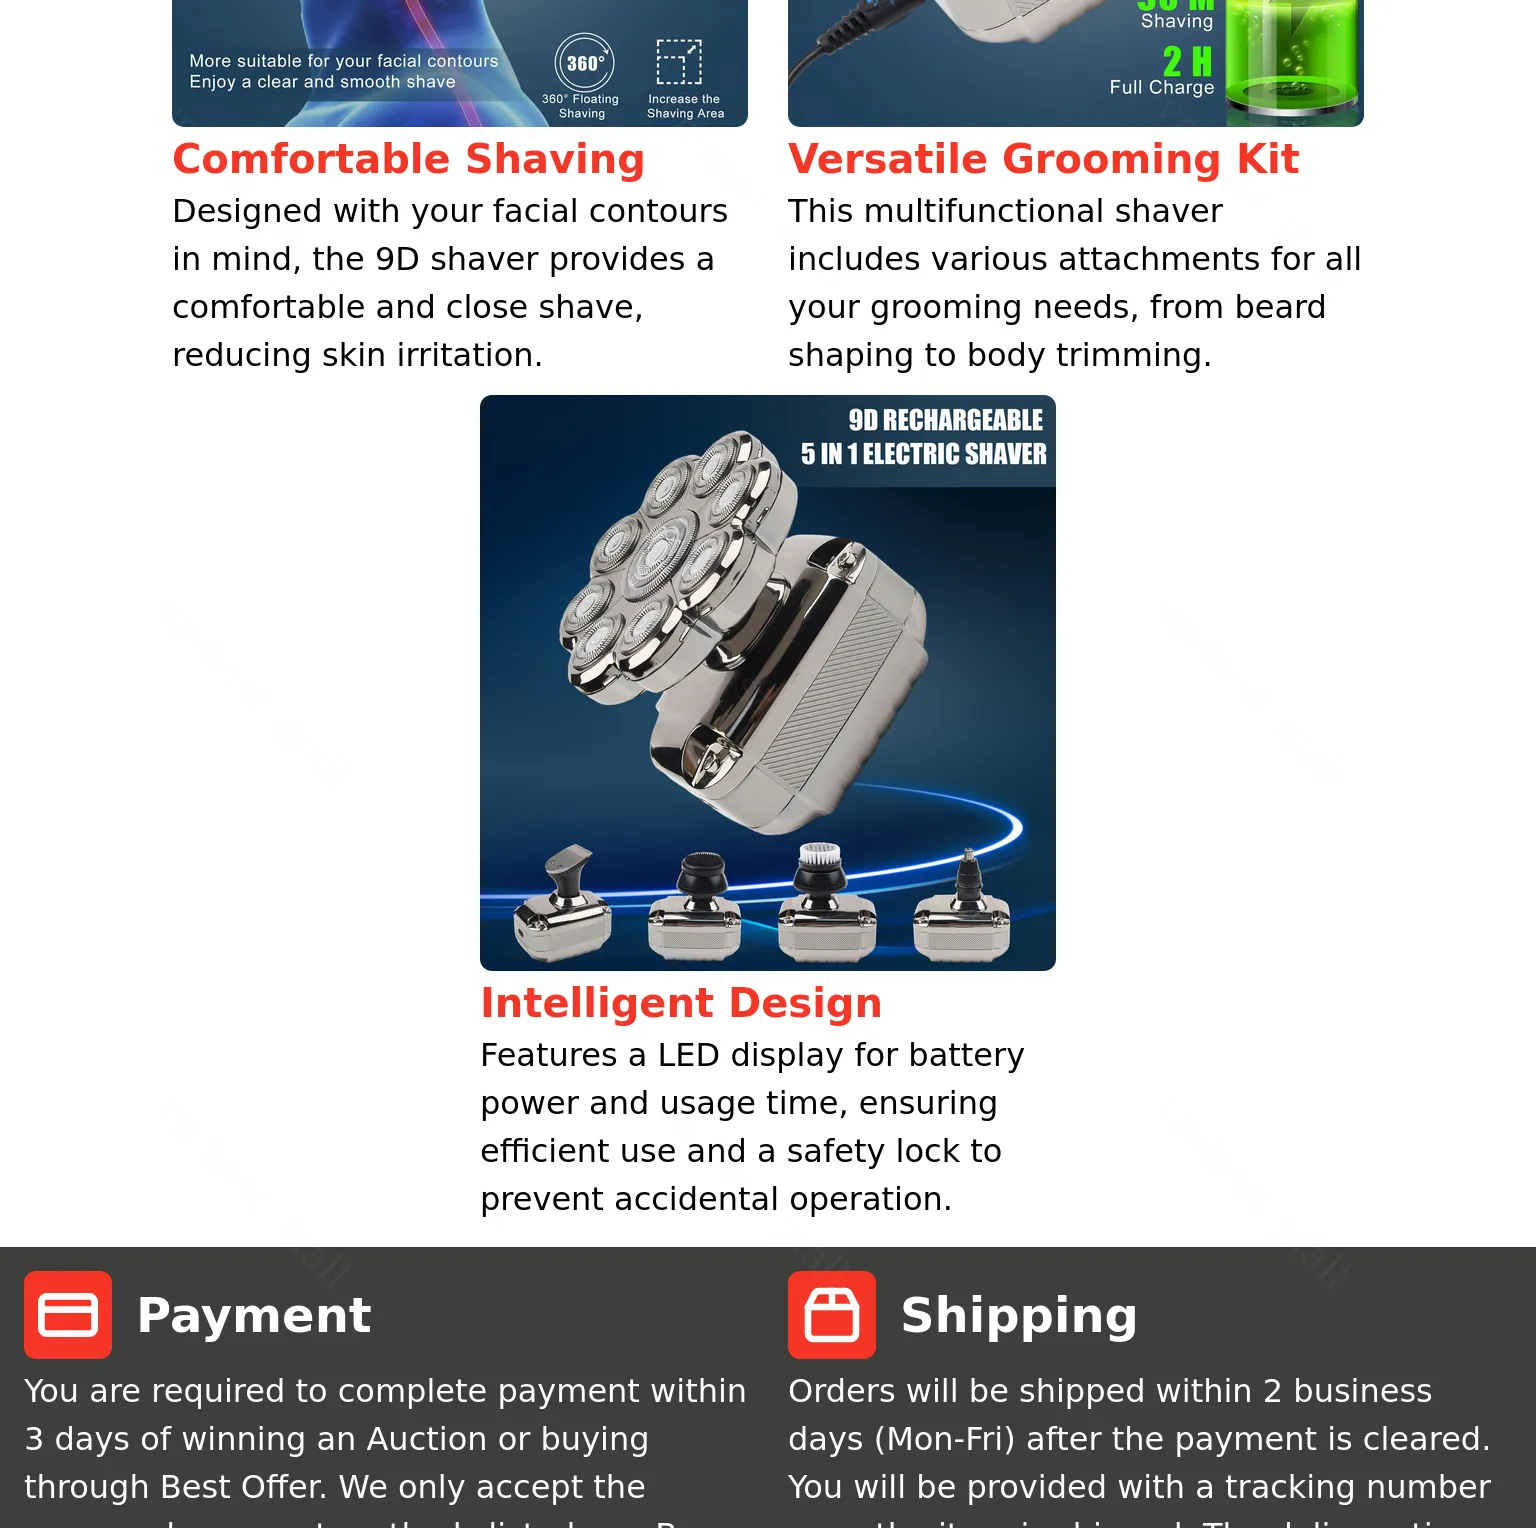 More suitable for your facial contours
Enjoy a clear and smooth shave
360°
360° Floating
Shaving
Increase the
Shaving Area
Shaving
2 H
Full Charge
Comfortable Shaving
Designed with your facial contours
in mind, the 9D shaver provides a
comfortable and close shave,
reducing skin irritation.
Versatile Grooming Kit
This multifunctional shaver
includes various attachments for all
your grooming needs, from beard
shaping to body trimming.
9D RECHARGEABLE
5 IN 1 ELECTRIC SHAVER
Intelligent Design
Features a LED display for battery
power and usage time, ensuring
efficient use and a safety lock to
prevent accidental operation.
Payment
You are required to complete payment within
3 days of winning an Auction or buying
through Best Offer. We only accept the
Shipping
Orders will be shipped within 2 business
days (Mon-Fri) after the payment is cleared.
You will be provided with a tracking number